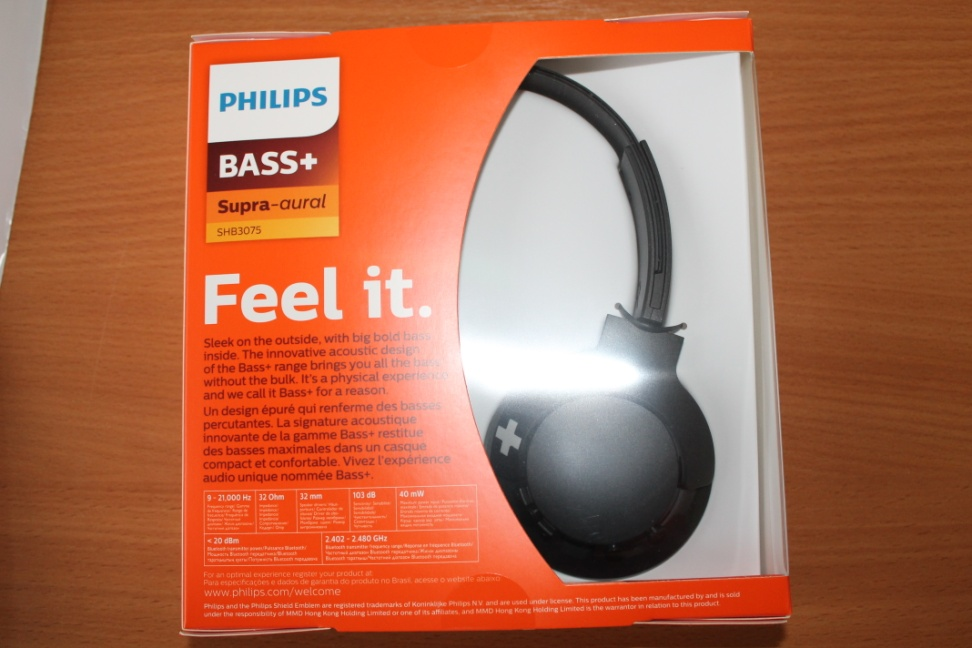 PHILIPS
BASS+
Supra-aural
SHB3075
Feel it.
Sleek on the outside, with big bold bass
inside. The innovative acoustic design
of the Bass+ range brings you all the bass
without the bulk. It's a physical experience
and we call it Bass+ for a reason.
Un design épuré qui renferme des basses
percutantes. La signature acoustique
innovante de la gamme Bass+ restitue
des basses maximales dans un casque
compact et confortable. Vivez l'expérience
audio unique nommée Bass+.
9 - 21,000 Hz 32 Ohm 32 mm 103 dB 40 mW
< 20 dBm 2.402 - 2.480 GHz
For an optimal experience register your product at
Para especificações e dados de garantia do produto no Brasil, acesse o website abaixo
www.philips.com/welcome
Philips and the Philips Shield Emblem are registered trademarks of Koninklijke Philips N.V. and are used under license. This product has been manufactured by and is sold
under the responsibility of MMD Hong Kong Holding Limited or one of its affiliates, and MMD Hong Kong Holding Limited is the warrantor in relation to this product